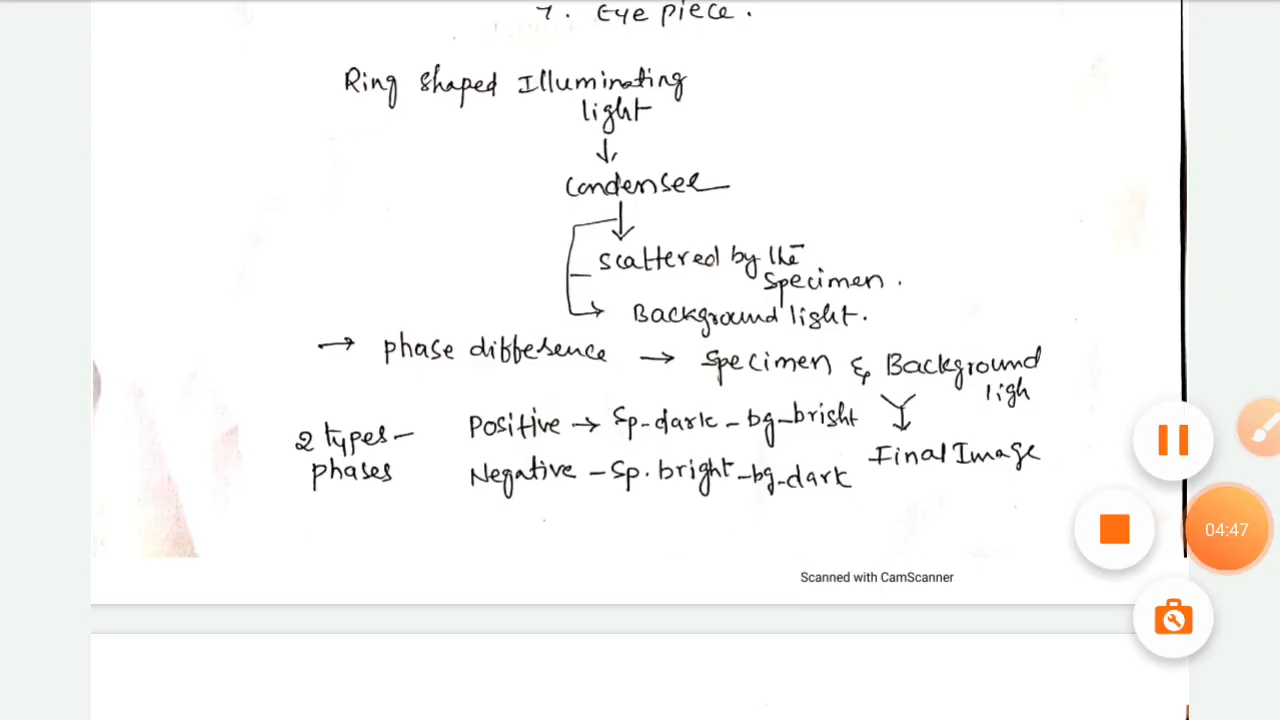 7. Eye piece.
Ring shaped Illuminating
light
↓
Condenser
↓
scattered by the
specimen.
→ Background light.
→ phase difference → specimen & Background
ligh
2 types-
phases
Positive → sp-dark-bg-bright
Negative - sp.bright-bg-dark
Final Image
Scanned with CamScanner
04:47